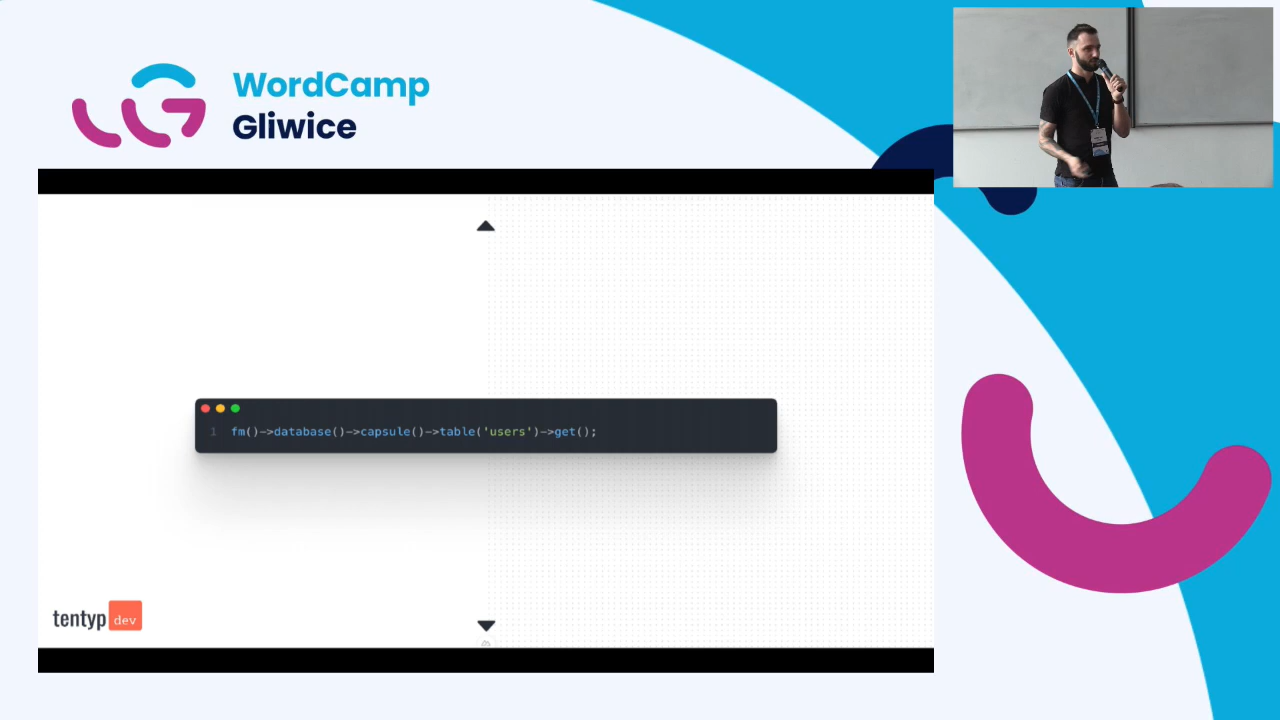 WordCamp
Gliwice
1 fm()->database()->capsule()->table('users')->get();
tentyp dev